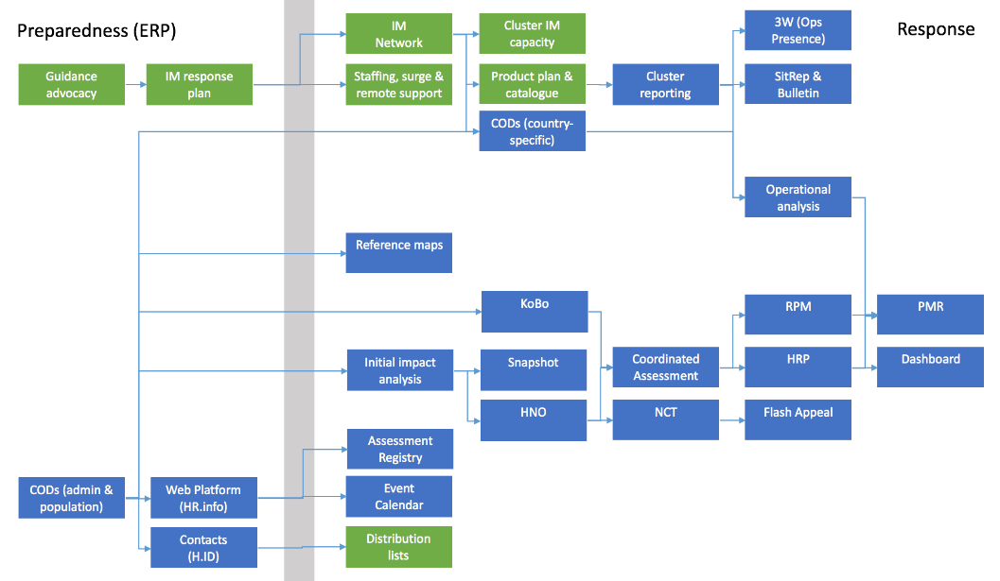 Preparedness (ERP)
Response
Guidance
advocacy
IM response
plan
IM
Network
Staffing, surge &
remote support
Cluster IM
capacity
Product plan &
catalogue
CODs (country-
specific)
Cluster
reporting
3W (Ops
Presence)
SitRep &
Bulletin
Operational
analysis
Reference maps
KoBo
Initial impact
analysis
Snapshot
HNO
Coordinated
Assessment
NCT
RPM
HRP
Flash Appeal
PMR
Dashboard
Assessment
Registry
Event
Calendar
Distribution
lists
CODs (admin &
population)
Web Platform
(HR.info)
Contacts
(H.ID)